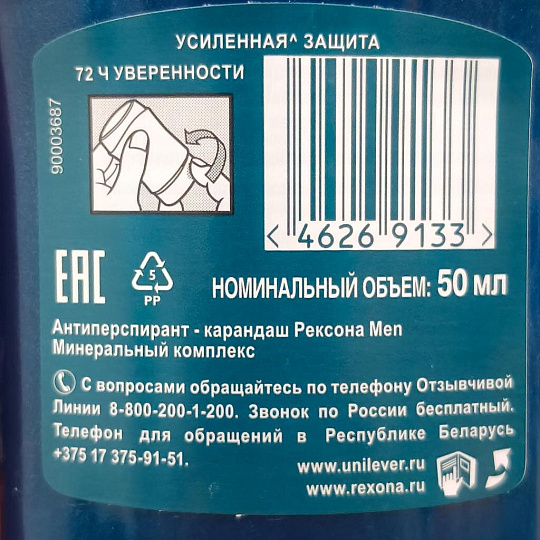 УСИЛЕННАЯ^ ЗАЩИТА
72 Ч УВЕРЕННОСТИ
90003687
< 4626 9133 >
EAC
5
PP
НОМИНАЛЬНЫЙ ОБЪЕМ: 50 мл
Антиперспирант - карандаш Рексона Men
Минеральный комплекс
С вопросами обращайтесь по телефону Отзывчивой
Линии 8-800-200-1-200. Звонок по России бесплатный.
Телефон для обращений в Республике Беларусь
+375 17 375-91-51.
www.unilever.ru
www.rexona.ru